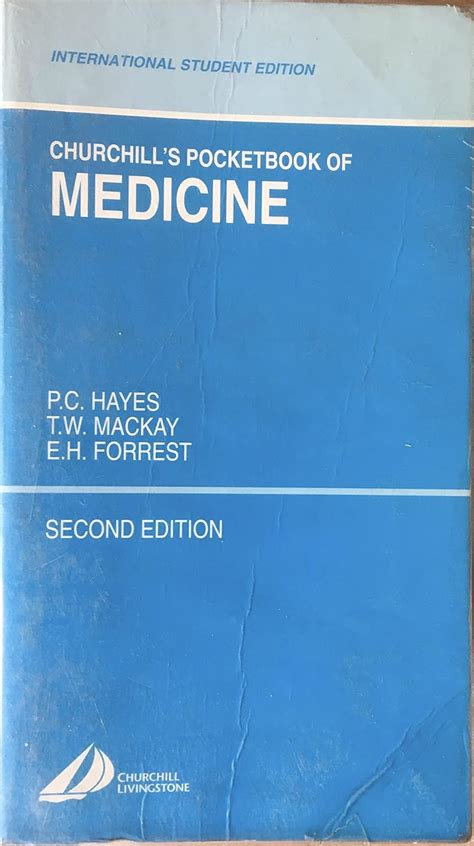 INTERNATIONAL STUDENT EDITION
CHURCHILL'S POCKETBOOK OF
MEDICINE
P.C. HAYES
T.W. MACKAY
E.H. FORREST
SECOND EDITION
CHURCHILL
LIVINGSTONE